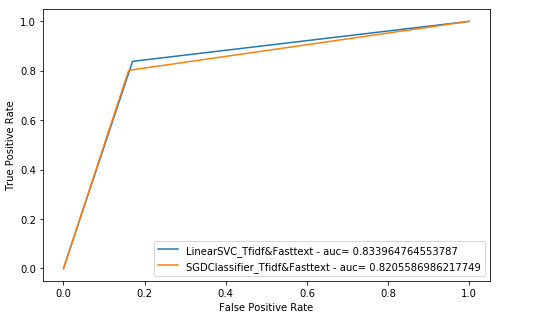 1.0
0.8
0.6
0.4
0.2
0.0
True Positive Rate
LinearSVC_Tfidf&Fasttext - auc= 0.833964764553787
SGDClassifier_Tfidf&Fasttext - auc= 0.8205586986217749
0.0 0.2 0.4 0.6 0.8 1.0
False Positive Rate